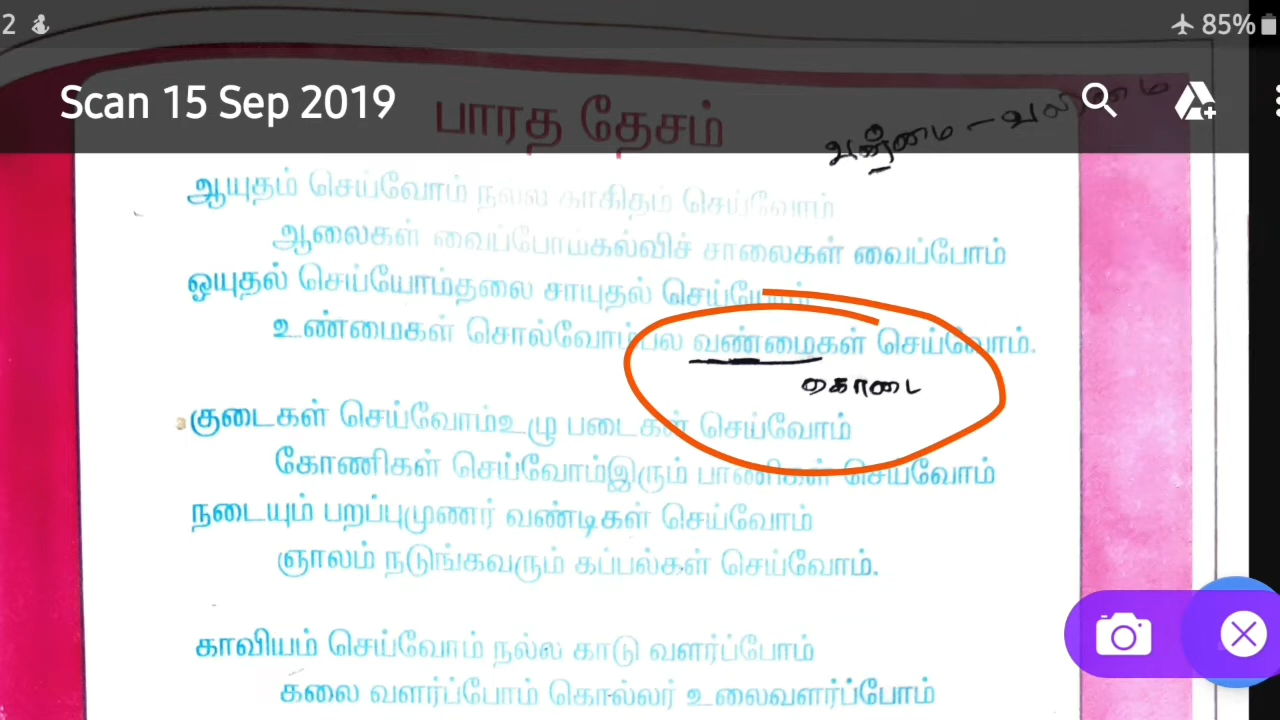 2 85%
Scan 15 Sep 2019
பாரத தேசம்
வண்மை - வலிமை
ஆயுதம் செய்வோம் நல்ல காகிதம் செய்வோம்
ஆலைகள் வைப்போம்கல்விச் சாலைகள் வைப்போம்
ஓயுதல் செய்யோம்தலை சாயுதல் செய்யோம்
உண்மைகள் சொல்வோம்பல வண்மைகள் செய்வோம்.
கொடை
குடைகள் செய்வோம்உழு படைகள் செய்வோம்
கோணிகள் செய்வோம்இரும் பாணிகள் செய்வோம்
நடையும் பறப்புமுணர் வண்டிகள் செய்வோம்
ஞாலம் நடுங்கவரும் கப்பல்கள் செய்வோம்.
காவியம் செய்வோம் நல்ல காடு வளர்ப்போம்
கலை வளர்ப்போம் கொல்லர் உலைவளர்ப்போம்